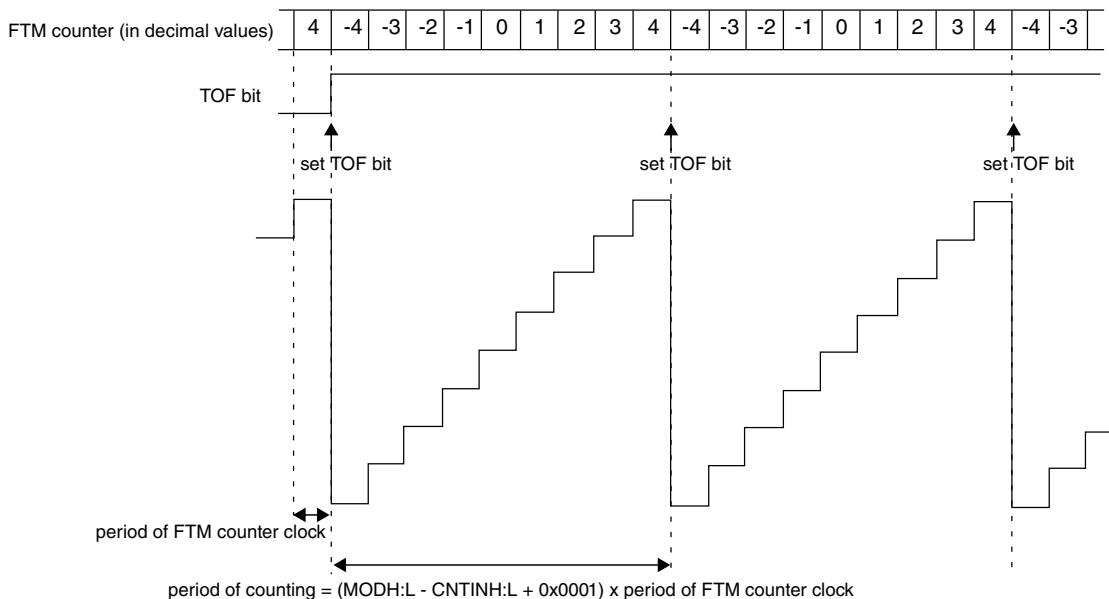 FTM counter (in decimal values) 4 -4 -3 -2 -1 0 1 2 3 4 -4 -3 -2 -1 0 1 2 3 4 -4 -3
TOF bit
set TOF bit set TOF bit set TOF bit
period of FTM counter clock
period of counting = (MODH:L - CNTINH:L + 0x0001) x period of FTM counter clock